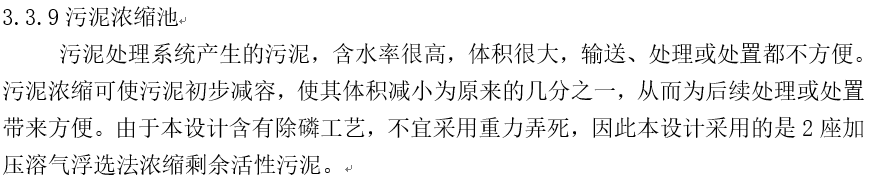 3.3.9 污泥浓缩池
污泥处理系统产生的污泥，含水率很高，体积很大，输送、处理或处置都不方便。
污泥浓缩可使污泥初步减容，使其体积减小为原来的几分之一，从而为后续处理或处置
带来方便。由于本设计含有除磷工艺，不宜采用重力弄死，因此本设计采用的是 2 座加
压溶气浮选法浓缩剩余活性污泥。